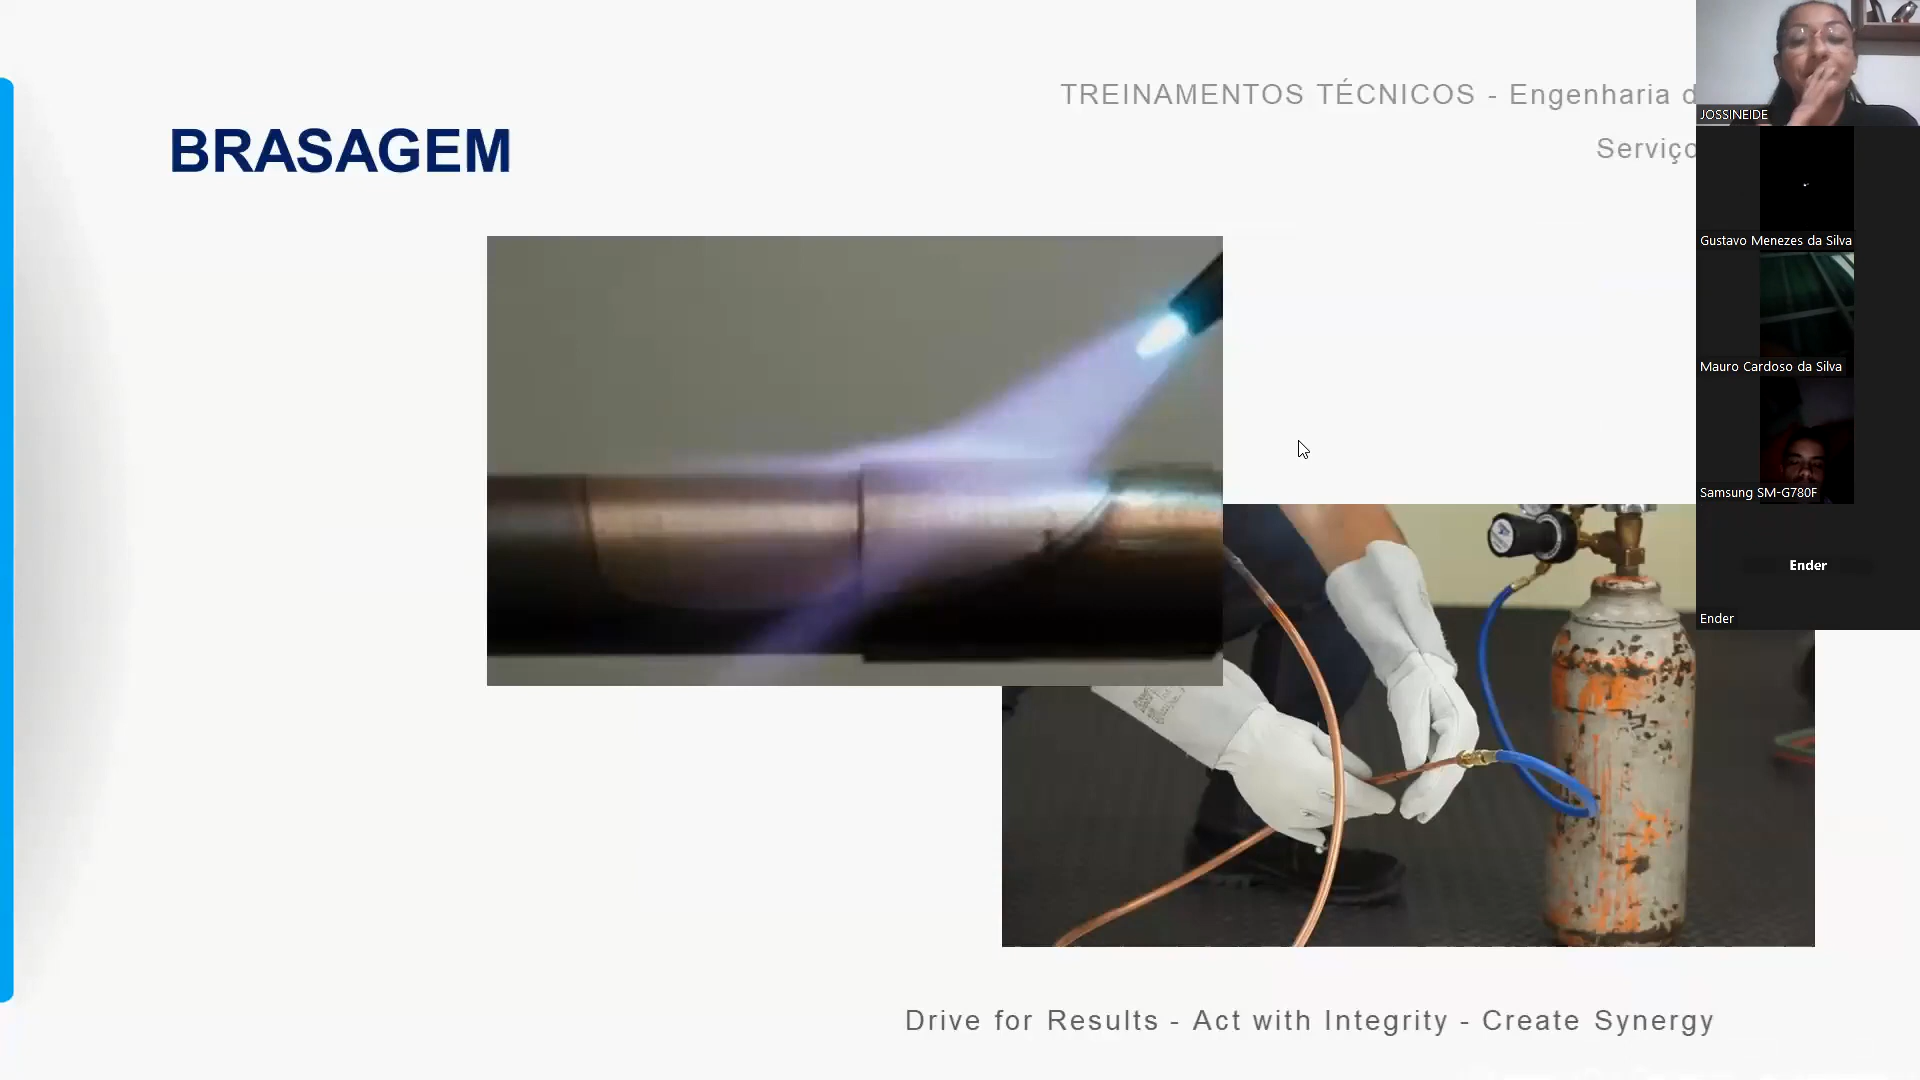 TREINAMENTOS TÉCNICOS - Engenharia d
Serviço
BRASAGEM
JOSSINEIDE
Gustavo Menezes da Silva
Mauro Cardoso da Silva
Samsung SM-G780F
Ender
Ender
Drive for Results - Act with Integrity - Create Synergy